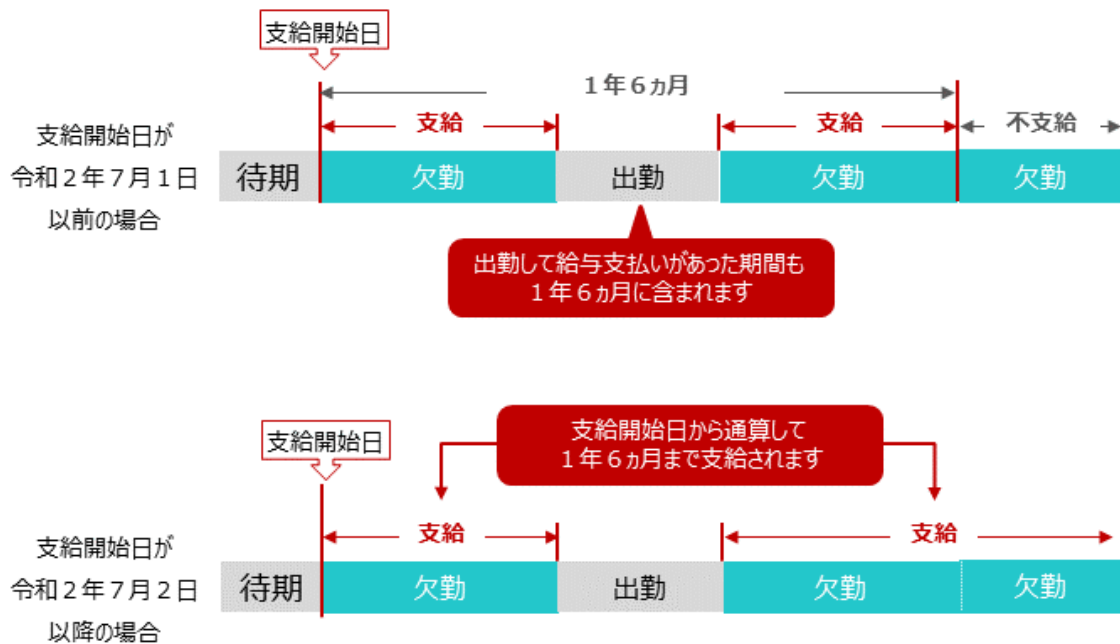 支給開始日
1年6ヵ月
支給
支給
不支給
支給開始日が
令和2年7月1日
以前の場合
待期
欠勤
出勤
欠勤
欠勤
出勤して給与支払いがあった期間も
1年6ヵ月に含まれます
支給開始日
支給開始日から通算して
1年6ヵ月まで支給されます
支給
支給
支給開始日が
令和2年7月2日
以降の場合
待期
欠勤
出勤
欠勤
欠勤